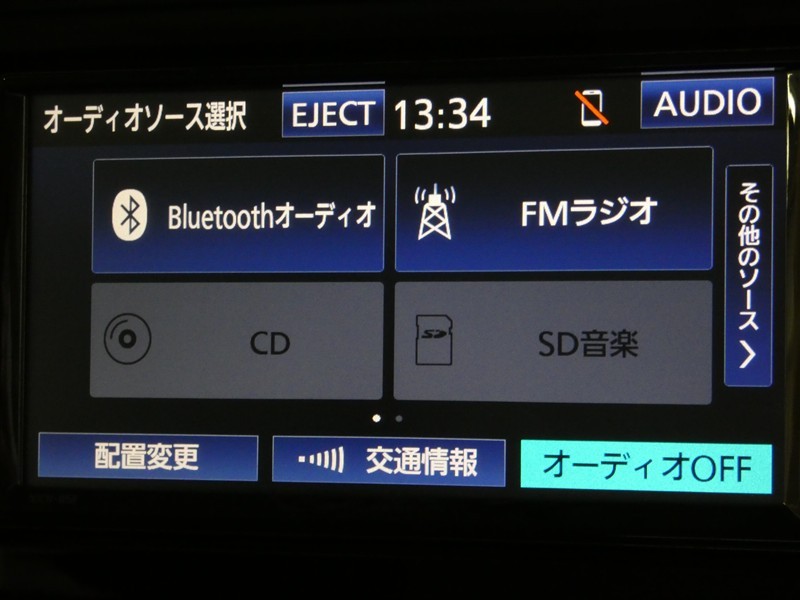 オーディオソース選択
EJECT
13:34
AUDIO
Bluetoothオーディオ
FMラジオ
その他のソース
CD
SD
SD音楽
配置変更
交通情報
オーディオOFF